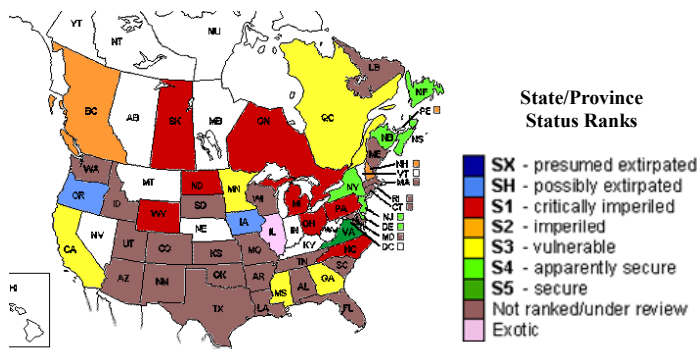 YT
NT
NU
BC
AB
SK
MB
ON
QC
LB
NF
PE
NB
NS
ME
NH
VT
MA
RI
CT
NJ
DE
MD
DC
WA
OR
CA
NV
ID
MT
WY
UT
AZ
CO
NM
ND
SD
NE
KS
OK
TX
MN
IA
MO
AR
LA
WI
IL
MI
IN
OH
KY
TN
MS
AL
GA
FL
SC
NC
VA
PA
NY
HI
State/Province
Status Ranks
SX - presumed extirpated
SH - possibly extirpated
S1 - critically imperiled
S2 - imperiled
S3 - vulnerable
S4 - apparently secure
S5 - secure
Not ranked/under review
Exotic